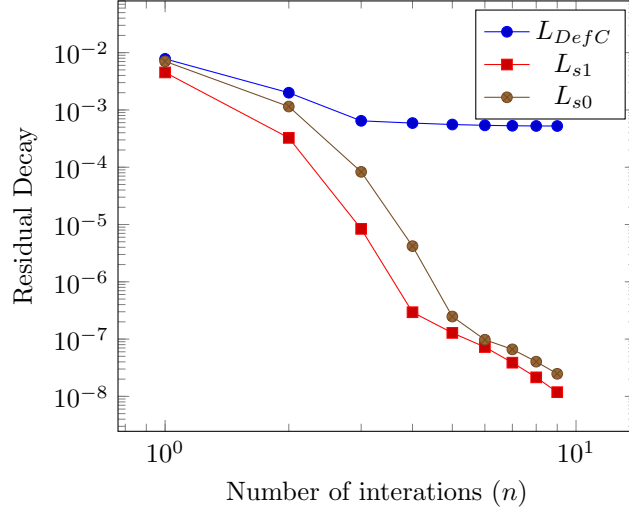 L_{DefC}
L_{s1}
L_{s0}
10^{-2}
10^{-3}
10^{-4}
10^{-5}
10^{-6}
10^{-7}
10^{-8}
Residual Decay
10^{0}
10^{1}
Number of interations (n)